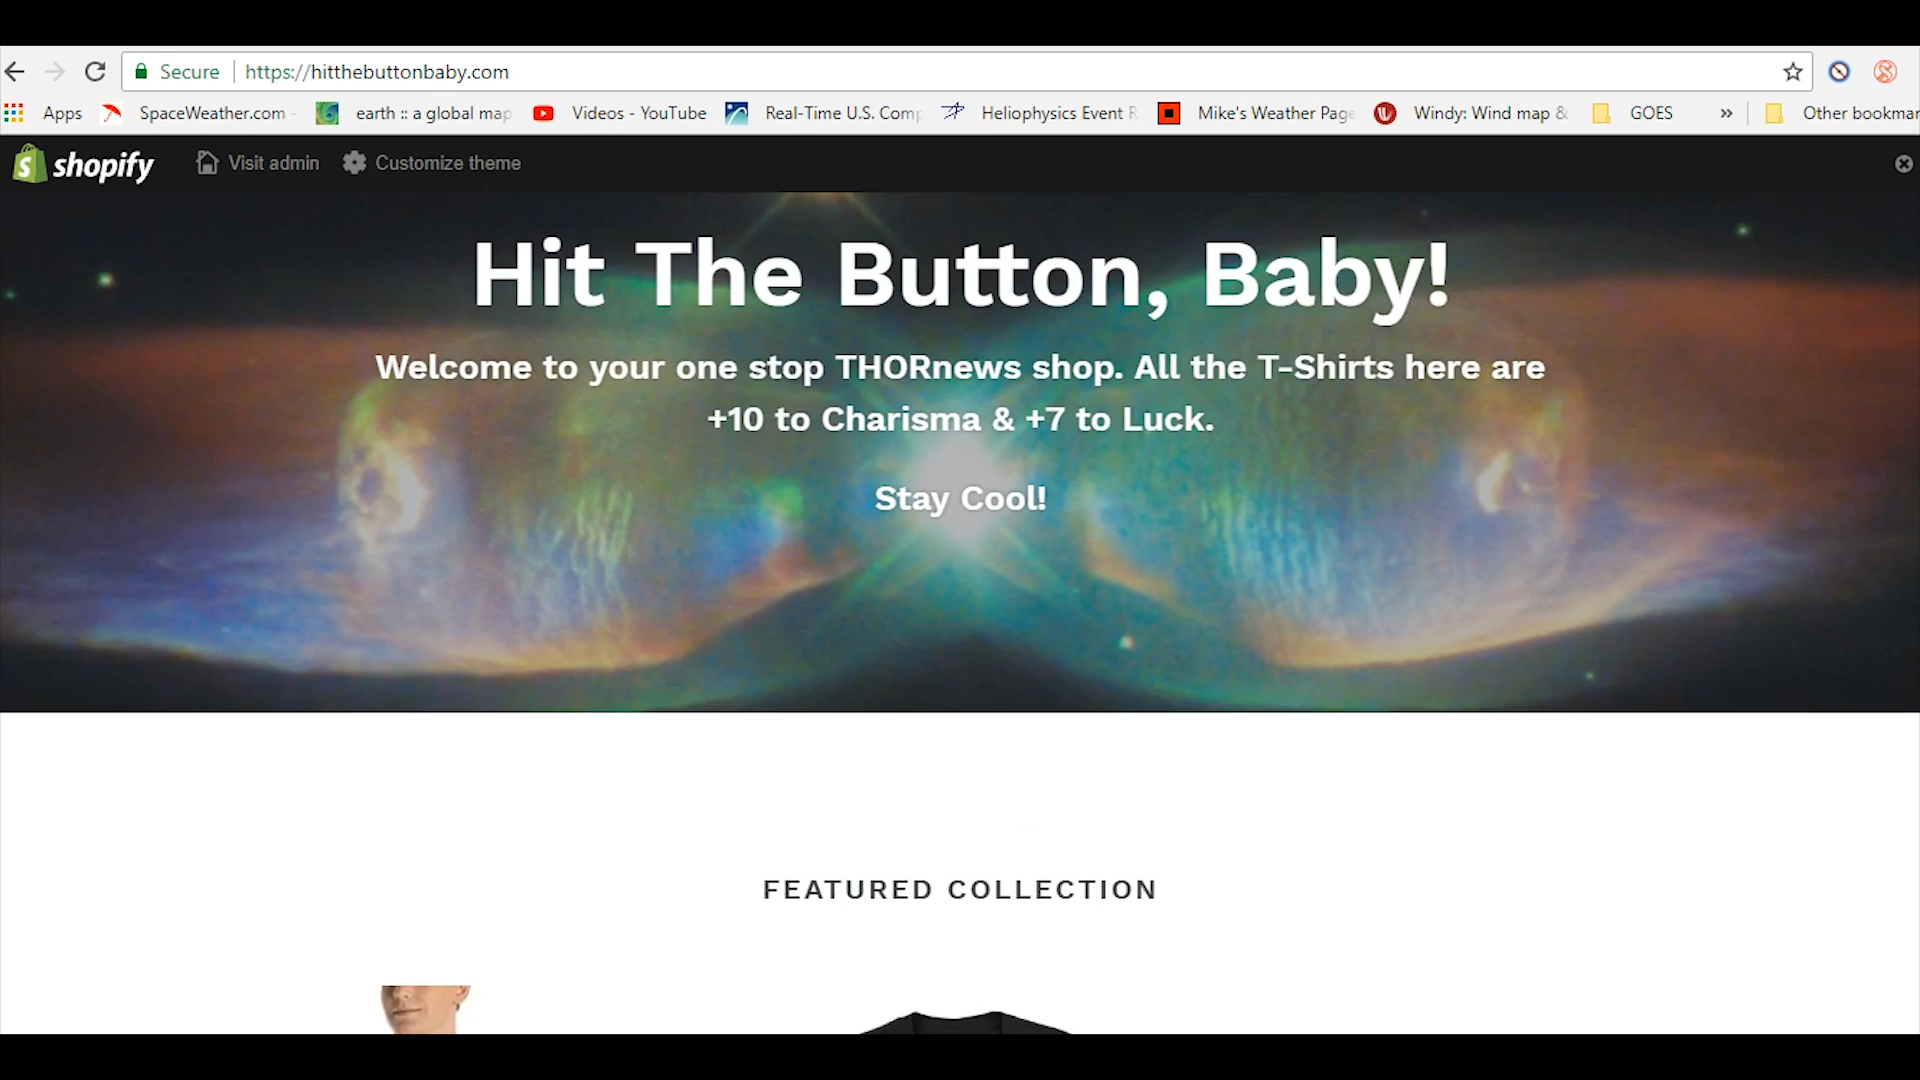 Secure https://hitthebuttonbaby.com
Apps SpaceWeather.com - earth :: a global map Videos - YouTube Real-Time U.S. Comp Heliophysics Event R Mike's Weather Page Windy: Wind map & GOES » Other bookmar
shopify Visit admin Customize theme
Hit The Button, Baby!
Welcome to your one stop THORnews shop. All the T-Shirts here are
+10 to Charisma & +7 to Luck.
Stay Cool!
FEATURED COLLECTION